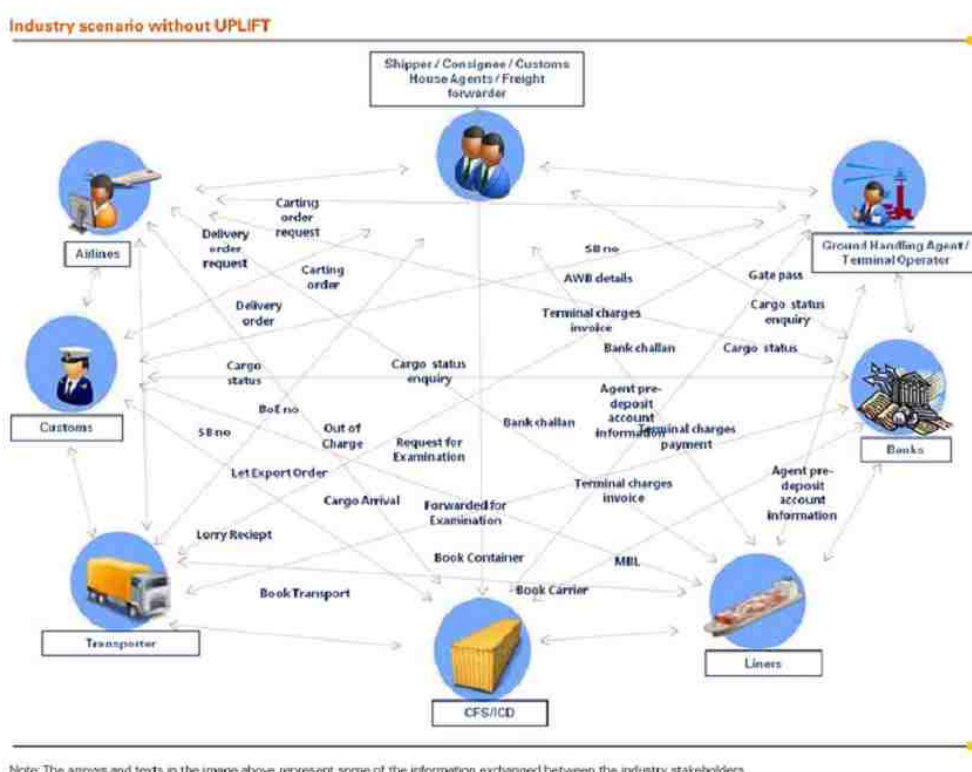 Industry scenario without UPLIFT
Shipper / Consignee / Customs
House Agents / Freight
forwarder
Airlines
Ground Handling Agent /
Terminal Operator
Carting
order
request
Delivery
order
request
SB no
Carting
order
AWB details
Gate pass
Delivery
order
Cargo status
enquiry
Terminal charges
invoice
Bank challan
Cargo status
Cargo
status
Cargo status
enquiry
Customs
BoE no
Agent pre-
deposit
account
information
Bank challan
Terminal charges
payment
Banks
SB no
Out of
Charge
Request for
Examination
Let Export Order
Terminal charges
invoice
Agent pre-
deposit
account
information
Cargo Arrival
Forwarded for
Examination
Lorry Reciept
Book Container
MBL
Book Transport
Book Carrier
Transporter
Liners
CFS/ICD
Note: The arrows and texts in the image above represent some of the information exchanged between the industry stakeholders